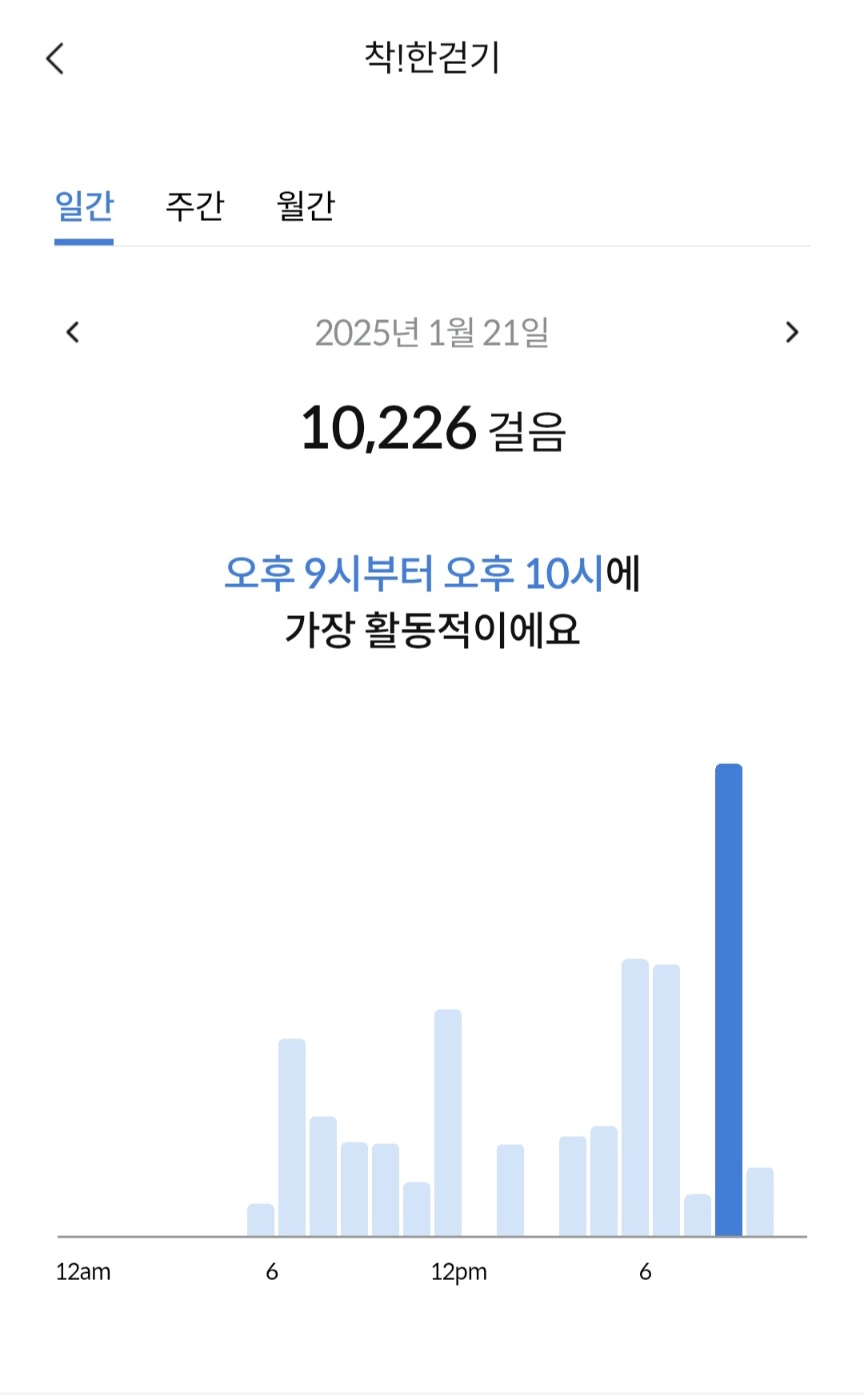 착!한걷기
일간 주간 월간
2025년 1월 21일
10,226 걸음
오후 9시부터 오후 10시에
가장 활동적이에요
12am 6 12pm 6